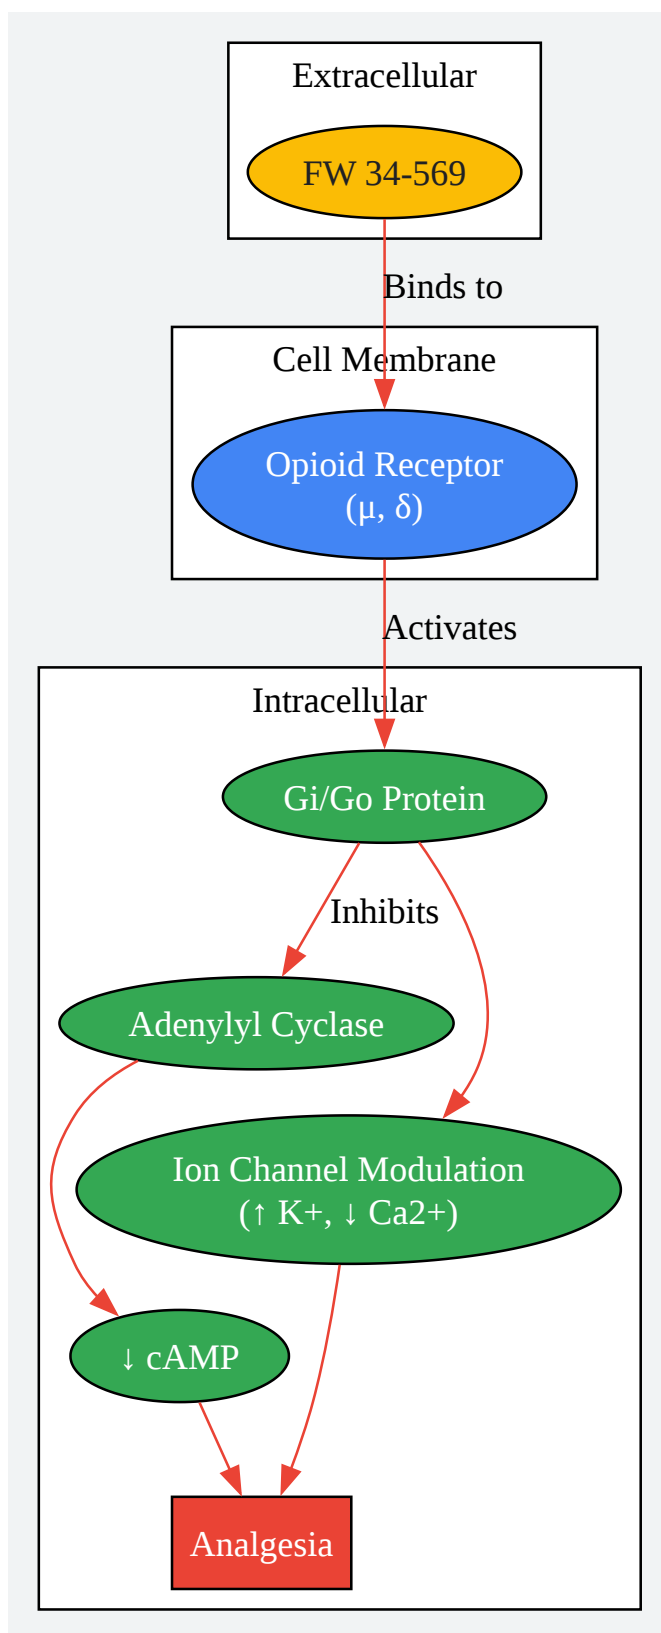 Extracellular
FW 34-569
Binds to
Cell Membrane
Opioid Receptor
(μ, δ)
Activates
Intracellular
Gi/Go Protein
Inhibits
Adenylyl Cyclase
Ion Channel Modulation
(↑ K+, ↓ Ca2+)
↓ cAMP
Analgesia